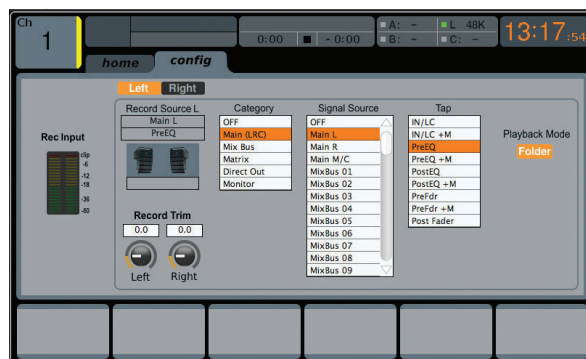 Ch
1
0:00 - 0:00
A: - L 48K
B: - C: -
13:17:54
home config
Left Right
Rec Input
clip
-6
-12
-18
-36
-60
Record Source L
Main L
PreEQ
Record Trim
0.0 0.0
Left Right
Category
OFF
Main (LRC)
Mix Bus
Matrix
Direct Out
Monitor
Signal Source
OFF
Main L
Main R
Main M/C
MixBus 01
MixBus 02
MixBus 03
MixBus 04
MixBus 05
MixBus 06
MixBus 07
MixBus 08
MixBus 09
Tap
IN/LC
IN/LC +M
PreEQ
PreEQ +M
PostEQ
PostEQ +M
PreFdr
PreFdr +M
Post Fader
Playback Mode
Folder